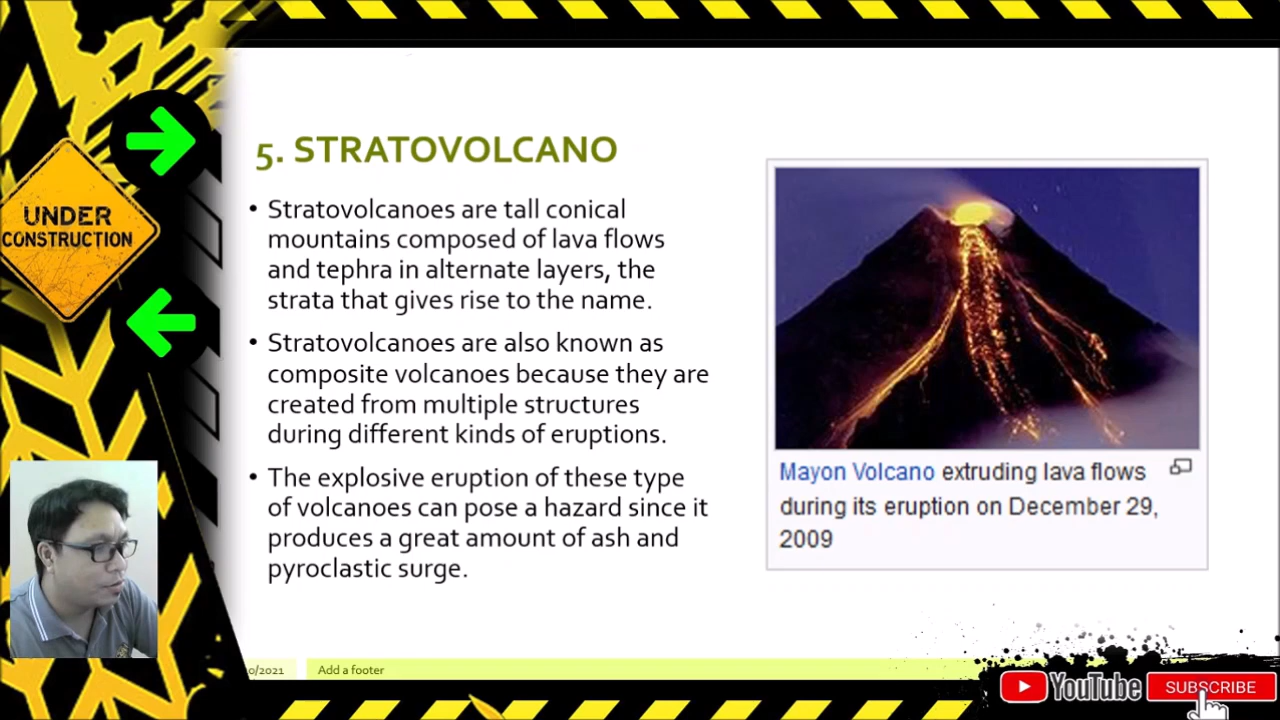 5. STRATOVOLCANO
• Stratovolcanoes are tall conical
mountains composed of lava flows
and tephra in alternate layers, the
strata that gives rise to the name.
• Stratovolcanoes are also known as
composite volcanoes because they are
created from multiple structures
during different kinds of eruptions.
• The explosive eruption of these type
of volcanoes can pose a hazard since it
produces a great amount of ash and
pyroclastic surge.
Mayon Volcano extruding lava flows
during its eruption on December 29,
2009
UNDER
CONSTRUCTION
0/2021
Add a footer
YouTube
SUBSCRIBE